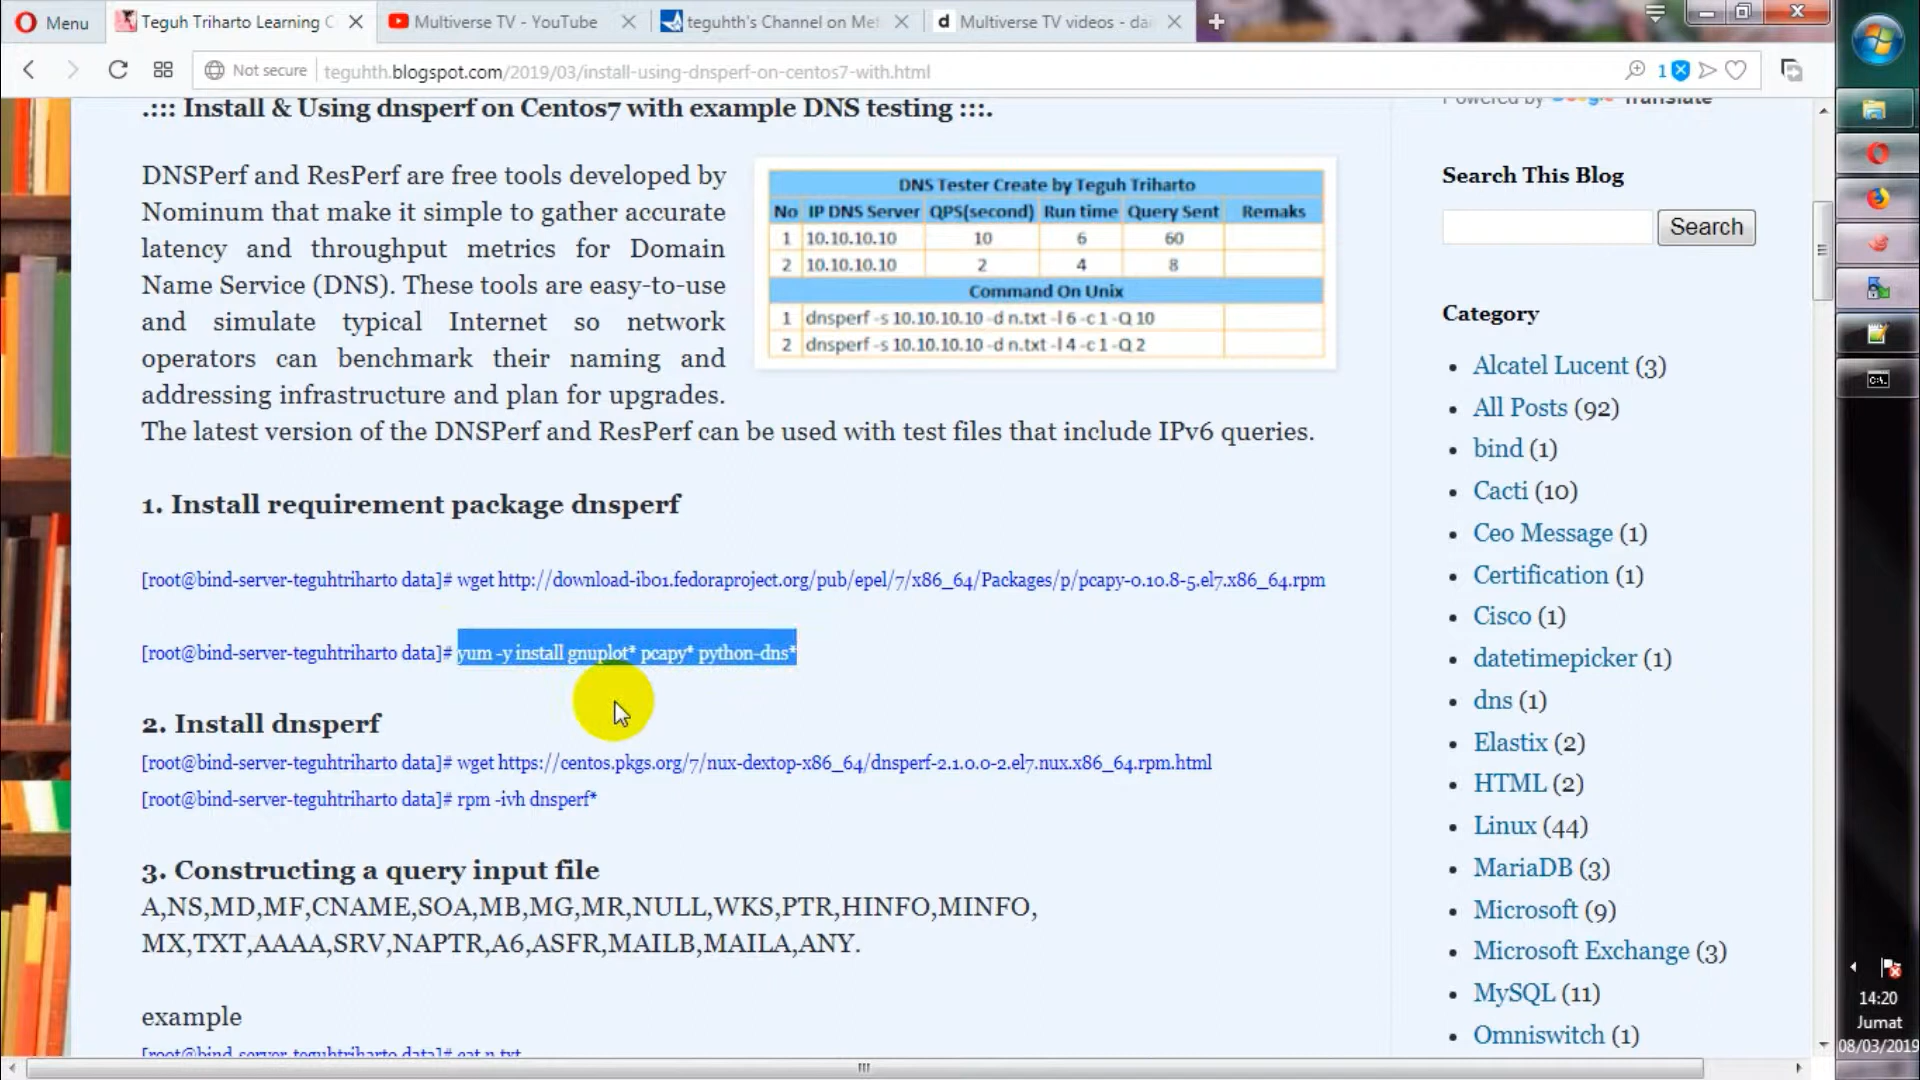 Menu
Teguh Triharto Learning C
Multiverse TV - YouTube
teguhth's Channel on Met
d Multiverse TV videos - dai
Not secure
teguhth.blogspot.com/2019/03/install-using-dnsperf-on-centos7-with.html
1
.::: Install & Using dnsperf on Centos7 with example DNS testing :::.
DNSPerf and ResPerf are free tools developed by
Nominum that make it simple to gather accurate
latency and throughput metrics for Domain
Name Service (DNS). These tools are easy-to-use
and simulate typical Internet so network
operators can benchmark their naming and
addressing infrastructure and plan for upgrades.
The latest version of the DNSPerf and ResPerf can be used with test files that include IPv6 queries.
DNS Tester Create by Teguh Triharto
No IP DNS Server QPS(second) Run time Query Sent Remaks
1 10.10.10.10 10 6 60
2 10.10.10.10 2 4 8
Command On Unix
1 dnsperf -s 10.10.10.10 -d n.txt -l 6 -c 1 -Q 10
2 dnsperf -s 10.10.10.10 -d n.txt -l 4 -c 1 -Q 2
1. Install requirement package dnsperf
[root@bind-server-teguhtriharto data]# wget http://download-ib01.fedoraproject.org/pub/epel/7/x86_64/Packages/p/pcapy-0.10.8-5.el7.x86_64.rpm
[root@bind-server-teguhtriharto data]# yum -y install gnuplot* pcapy* python-dns*
2. Install dnsperf
[root@bind-server-teguhtriharto data]# wget https://centos.pkgs.org/7/nux-dextop-x86_64/dnsperf-2.1.0.0-2.el7.nux.x86_64.rpm.html
[root@bind-server-teguhtriharto data]# rpm -ivh dnsperf*
3. Constructing a query input file
A,NS,MD,MF,CNAME,SOA,MB,MG,MR,NULL,WKS,PTR,HINFO,MINFO,
MX,TXT,AAAA,SRV,NAPTR,A6,ASFR,MAILB,MAILA,ANY.
example
[root@bind-server-teguhtriharto data]# cat n.txt
Powered by Google Translate
Search This Blog
Search
Category
Alcatel Lucent (3)
All Posts (92)
bind (1)
Cacti (10)
Ceo Message (1)
Certification (1)
Cisco (1)
datetimepicker (1)
dns (1)
Elastix (2)
HTML (2)
Linux (44)
MariaDB (3)
Microsoft (9)
Microsoft Exchange (3)
MySQL (11)
Omniswitch (1)
14:20
Jumat
08/03/2019